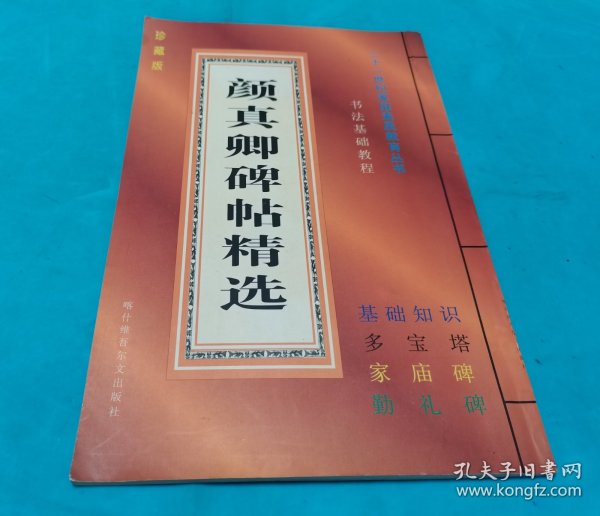 珍藏版
颜真卿碑帖精选
书法基础教程
喀什维吾尔文出版社
基础知识
多宝塔
家庙碑
勤礼碑
孔夫子旧书网
www.kongfz.com